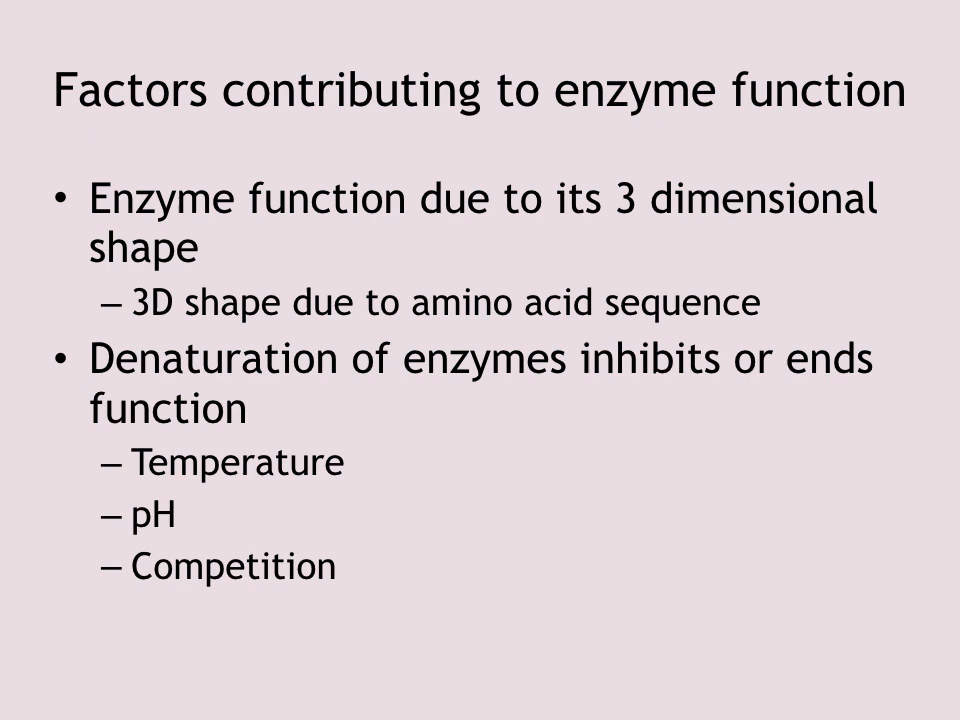 Factors contributing to enzyme function
• Enzyme function due to its 3 dimensional
shape
– 3D shape due to amino acid sequence
• Denaturation of enzymes inhibits or ends
function
– Temperature
– pH
– Competition